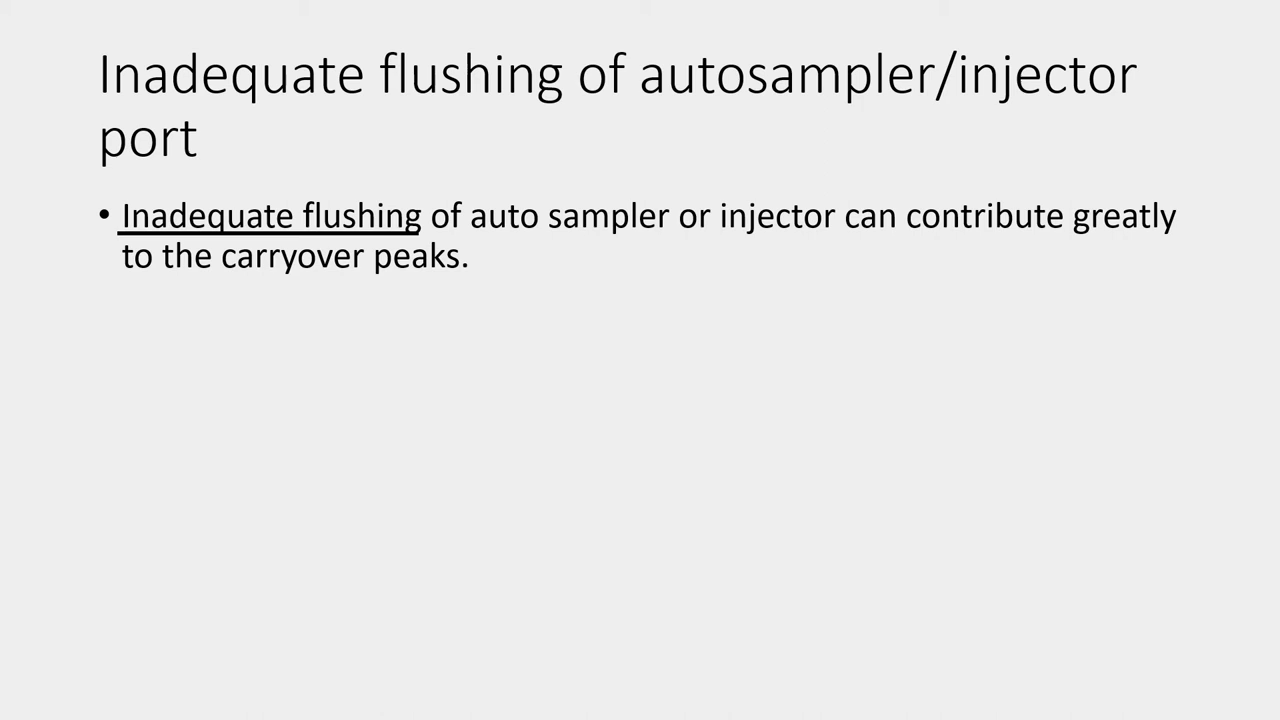 Inadequate flushing of autosampler/injector
port
• Inadequate flushing of auto sampler or injector can contribute greatly
to the carryover peaks.